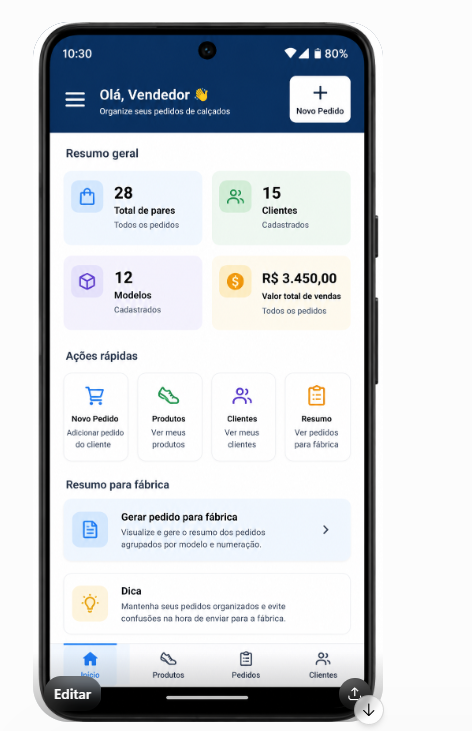 10:30
80%
Olá, Vendedor 👋
Organize seus pedidos de calçados
+
Novo Pedido
Resumo geral
28
Total de pares
Todos os pedidos
15
Clientes
Cadastrados
12
Modelos
Cadastrados
R$ 3.450,00
Valor total de vendas
Todos os pedidos
Ações rápidas
Novo Pedido
Adicionar pedido
do cliente
Produtos
Ver meus
produtos
Clientes
Ver meus
clientes
Resumo
Ver pedidos
para fábrica
Resumo para fábrica
Gerar pedido para fábrica
Visualize e gere o resumo dos pedidos
agrupados por modelo e numeração.
Dica
Mantenha seus pedidos organizados e evite
confusões na hora de enviar para a fábrica.
Início
Produtos
Pedidos
Clientes
Editar